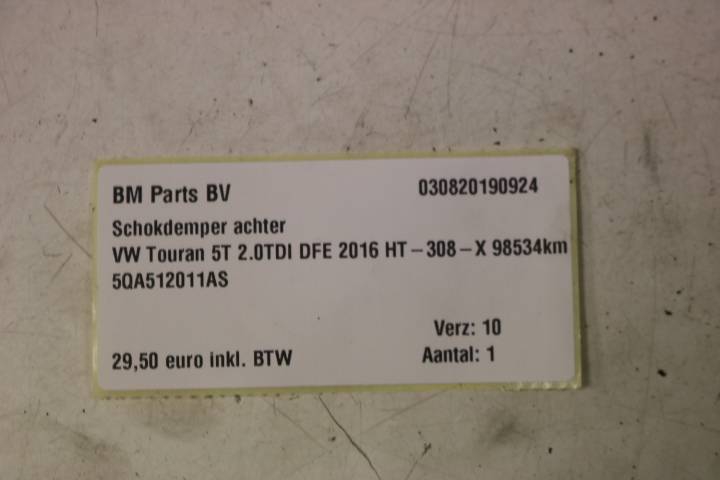 BM Parts BV 030820190924
Schokdemper achter
VW Touran 5T 2.0TDI DFE 2016 HT-308-X 98534km
5QA512011AS
Verz: 10
29,50 euro inkl. BTW Aantal: 1